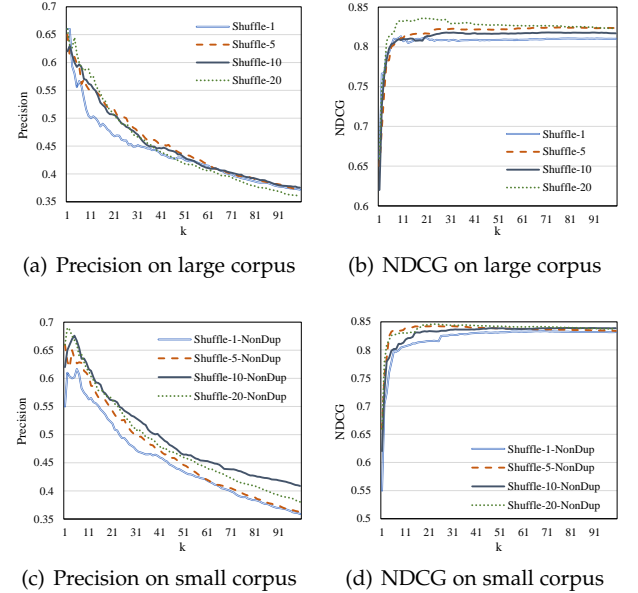 0.7
0.65
0.6
0.55
0.5
0.45
0.4
0.35
Precision
1 11 21 31 41 51 61 71 81 91
k
Shuffle-1
Shuffle-5
Shuffle-10
Shuffle-20
(a) Precision on large corpus
0.85
0.8
0.75
0.7
0.65
0.6
NDCG
1 11 21 31 41 51 61 71 81 91
k
Shuffle-1
Shuffle-5
Shuffle-10
Shuffle-20
(b) NDCG on large corpus
0.7
0.65
0.6
0.55
0.5
0.45
0.4
0.35
Precision
1 11 21 31 41 51 61 71 81 91
k
Shuffle-1-NonDup
Shuffle-5-NonDup
Shuffle-10-NonDup
Shuffle-20-NonDup
(c) Precision on small corpus
0.85
0.8
0.75
0.7
0.65
0.6
0.55
0.5
NDCG
1 11 21 31 41 51 61 71 81 91
k
Shuffle-1-NonDup
Shuffle-5-NonDup
Shuffle-10-NonDup
Shuffle-20-NonDup
(d) NDCG on small corpus